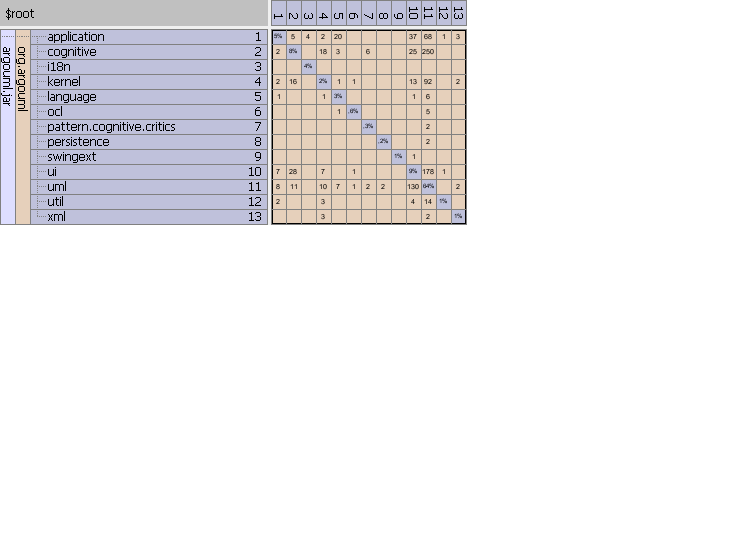 $root
1 2 3 4 5 6 7 8 9 10 11 12 13
argouml.jar
org.argouml
application 1 5% 5 4 2 20 37 68 1 3
cognitive 2 2 8% 18 3 6 25 250
i18n 3 4%
kernel 4 2 16 2% 1 1 13 92 2
language 5 1 1 3% 1 6
ocl 6 1 .6% 5
pattern.cognitive.critics 7 .3% 2
persistence 8 .2% 2
swingext 9 1% 1
ui 10 7 28 7 1 9% 178 1
uml 11 8 11 10 7 1 2 2 130 64% 2
util 12 2 3 4 14 1%
xml 13 3 2 1%